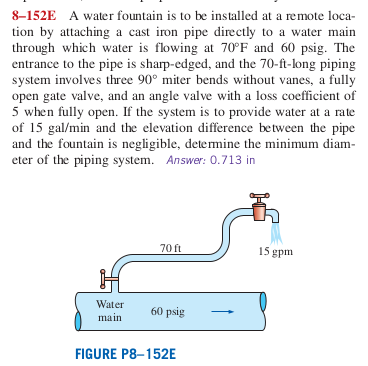 8–152E A water fountain is to be installed at a remote loca-
tion by attaching a cast iron pipe directly to a water main
through which water is flowing at 70°F and 60 psig. The
entrance to the pipe is sharp-edged, and the 70-ft-long piping
system involves three 90° miter bends without vanes, a fully
open gate valve, and an angle valve with a loss coefficient of
5 when fully open. If the system is to provide water at a rate
of 15 gal/min and the elevation difference between the pipe
and the fountain is negligible, determine the minimum diam-
eter of the piping system. Answer: 0.713 in
70 ft
15 gpm
Water
main
60 psig
FIGURE P8–152E